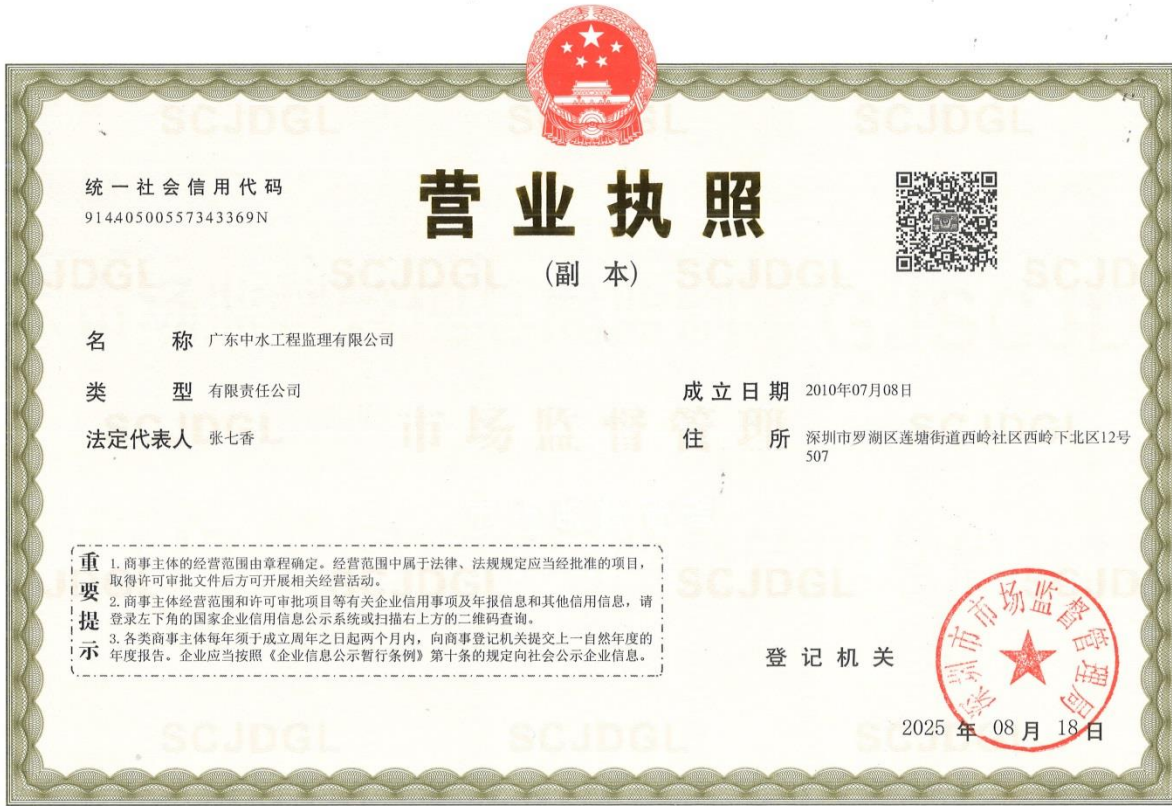 统一社会信用代码
91440500557343369N
营业执照
(副 本)
名 称 广东中水工程监理有限公司
类 型 有限责任公司
成立日期 2010年07月08日
法定代表人 张七香
住 所 深圳市罗湖区莲塘街道西岭社区西岭下北区12号
507
重要提示
1. 商事主体的经营范围由章程确定。经营范围中属于法律、法规规定应当经批准的项目,
取得许可审批文件后方可开展相关经营活动。
2. 商事主体经营范围和许可审批项目等有关企业信用事项及年报信息和其他信用信息，请
登录左下角的国家企业信用信息公示系统或扫描右上方的二维码查询。
3. 各类商事主体每年须于成立周年之日起两个月内，向商事登记机关提交上一自然年度的
年度报告。企业应当按照《企业信息公示暂行条例》第十条的规定向社会公示企业信息。
登记机关
深圳市市场监督管理局
2025 年 08 月 18 日
SCJDGL
市场监督管理